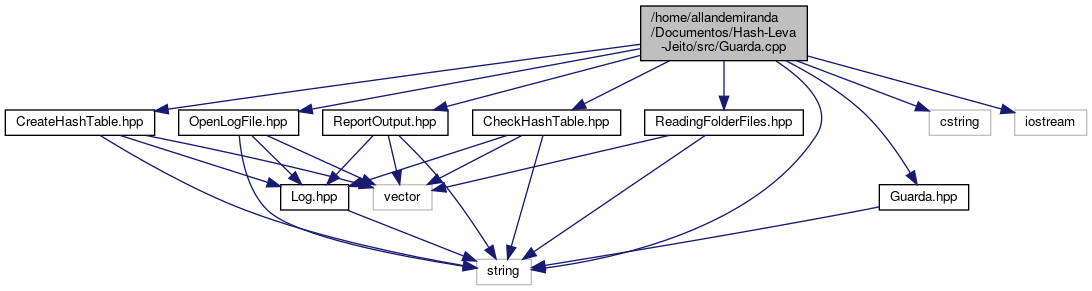 /home/allandemiranda
/Documentos/Hash-Leva
-Jeito/src/Guarda.cpp
CreateHashTable.hpp
OpenLogFile.hpp
ReportOutput.hpp
CheckHashTable.hpp
ReadingFolderFiles.hpp
cstring
iostream
Log.hpp
vector
Guarda.hpp
string